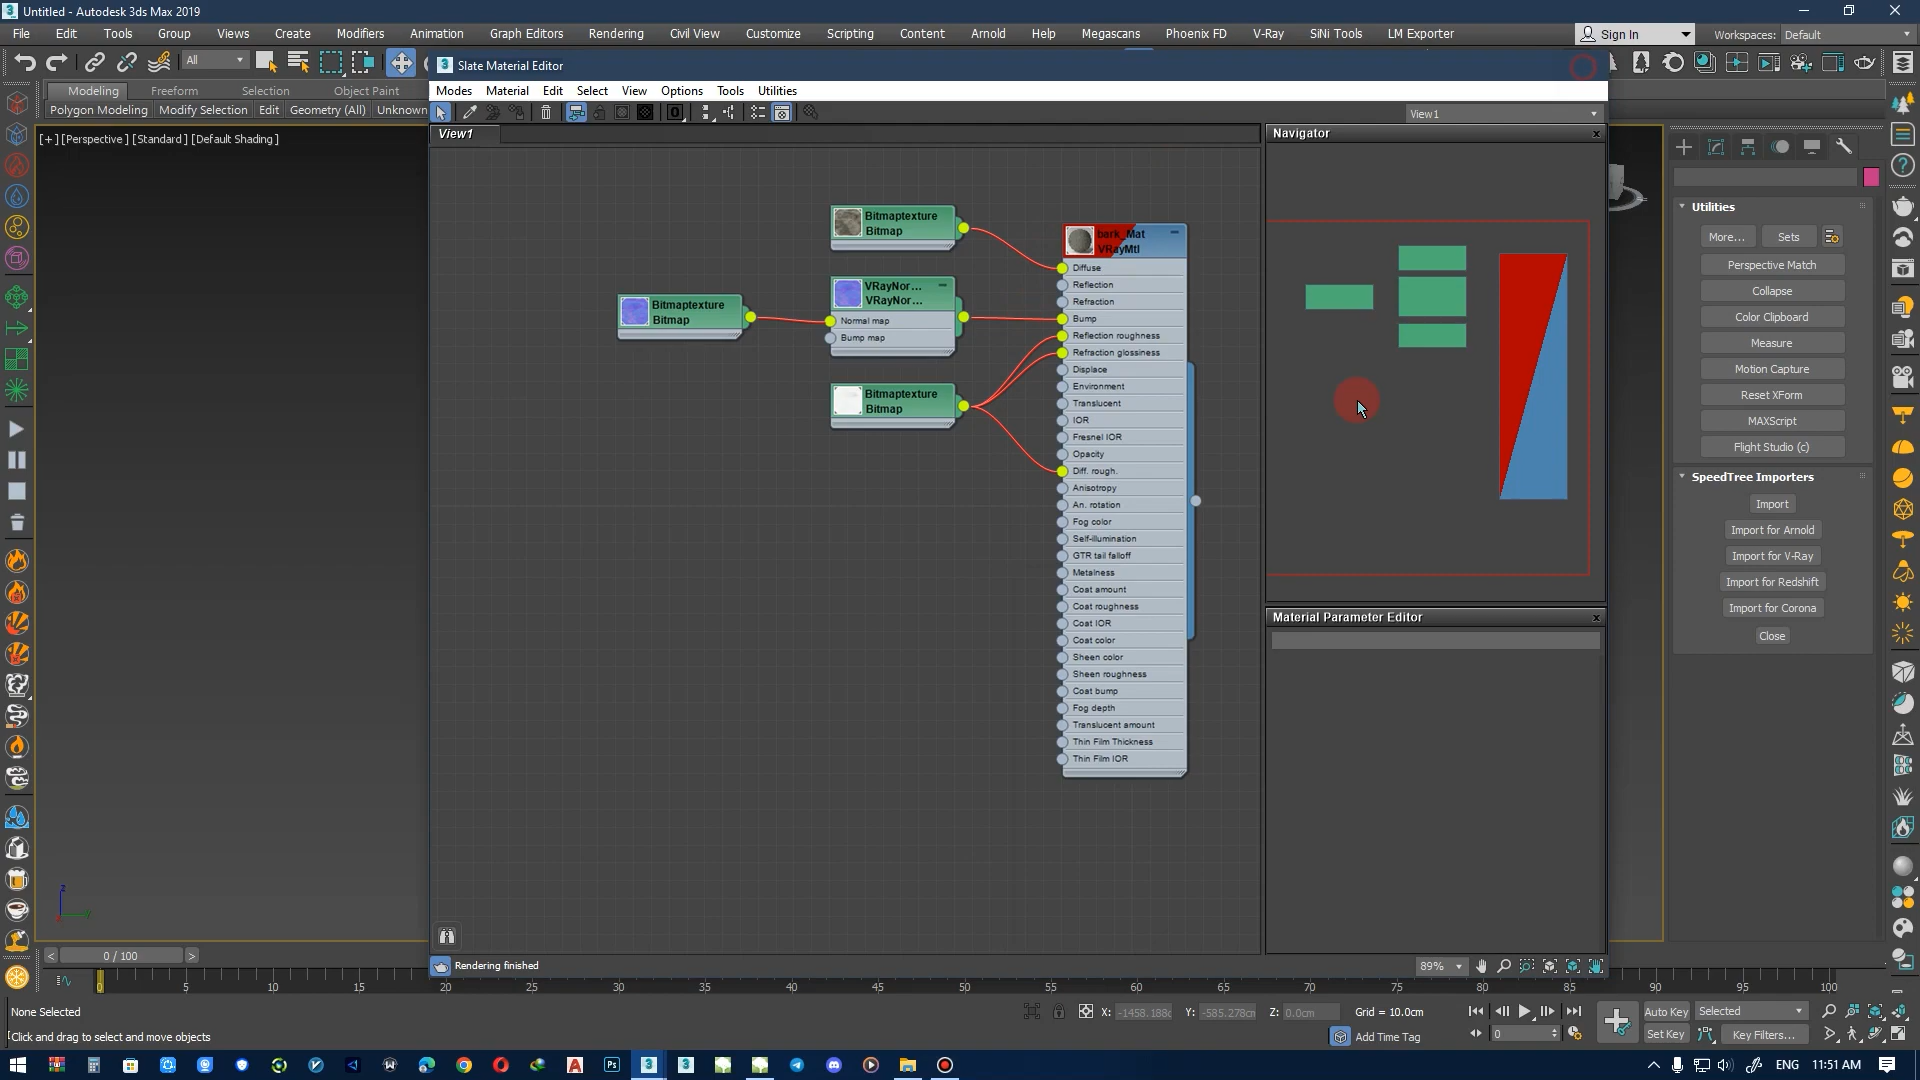 Untitled - Autodesk 3ds Max 2019
File Edit Tools Group Views Create Modifiers Animation Graph Editors Rendering Civil View Customize Scripting Content Arnold Help Megascans Phoenix FD V-Ray SiNi Tools LM Exporter
Sign In
Workspaces: Default
All
Slate Material Editor
Modes Material Edit Select View Options Tools Utilities
View1
Modeling Freeform Selection Object Paint
Polygon Modeling Modify Selection Edit Geometry (All) Unknown
[+] [Perspective ] [Standard ] [Default Shading ]
View1
Navigator
Bitmaptexture
Bitmap
VRayNor...
VRayNor...
Normal map
Bump map
Bitmaptexture
Bitmap
Bitmaptexture
Bitmap
bark_Mat
VRayMtl
Diffuse
Reflection
Refraction
Bump
Reflection roughness
Refraction glossiness
Displace
Environment
Translucent
IOR
Fresnel IOR
Opacity
Diff. rough.
Anisotropy
An. rotation
Fog color
Self-illumination
GTR tail falloff
Metalness
Coat amount
Coat roughness
Coat IOR
Coat color
Sheen color
Sheen roughness
Coat bump
Fog depth
Translucent amount
Thin Film Thickness
Thin Film IOR
Material Parameter Editor
Utilities
More... Sets
Perspective Match
Collapse
Color Clipboard
Measure
Motion Capture
Reset XForm
MAXScript
Flight Studio (c)
SpeedTree Importers
Import
Import for Arnold
Import for V-Ray
Import for Redshift
Import for Corona
Close
z
Rendering finished
89%
< 0 / 100 >
0 5 10 15 20 25 30 35 40 45 50 55 60 65 70 75 80 85 90 95 100
None Selected
Click and drag to select and move objects
X: -1458.188c Y: -585.278cm Z: 0.0cm Grid = 10.0cm
Add Time Tag
0
Auto Key Selected
Set Key Key Filters...
ENG 11:51 AM